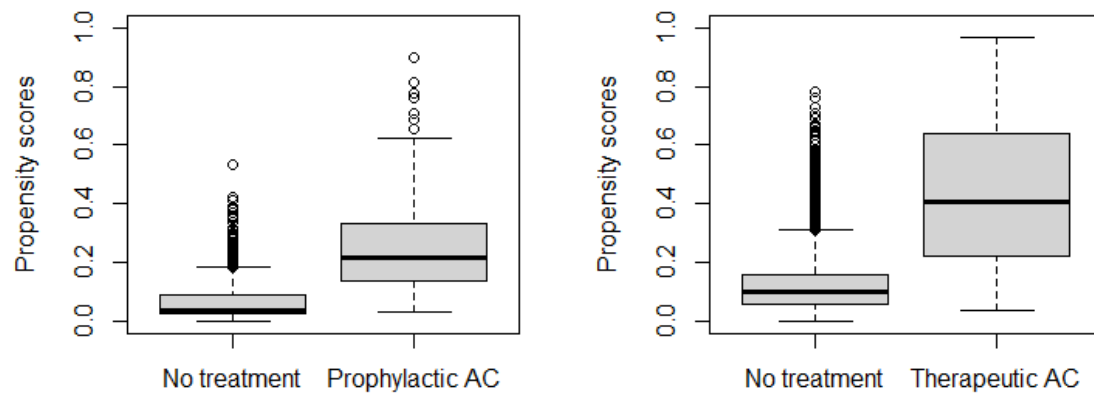 Propensity scores
0.0 0.2 0.4 0.6 0.8 1.0
No treatment Prophylactic AC
Propensity scores
0.0 0.2 0.4 0.6 0.8 1.0
No treatment Therapeutic AC